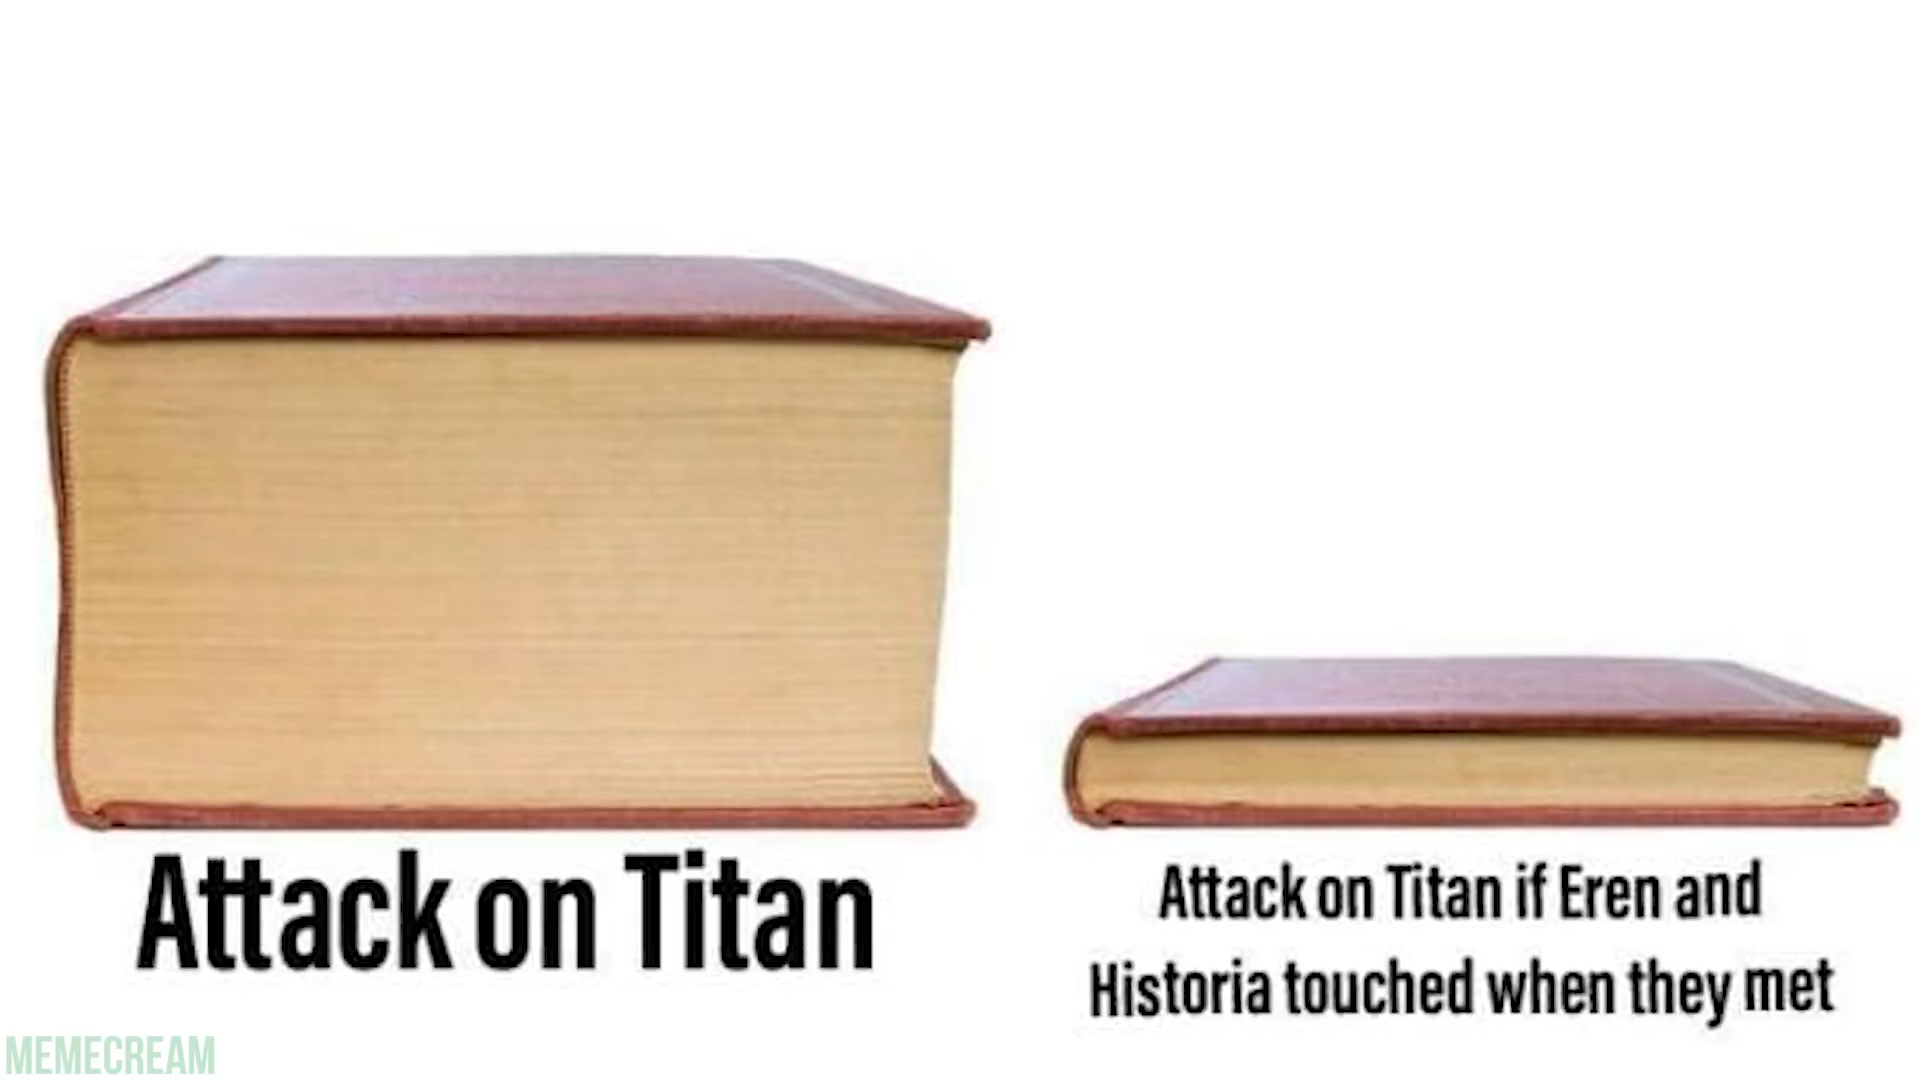 Attack on Titan
Attack on Titan if Eren and
Historia touched when they met
MEMECREAM